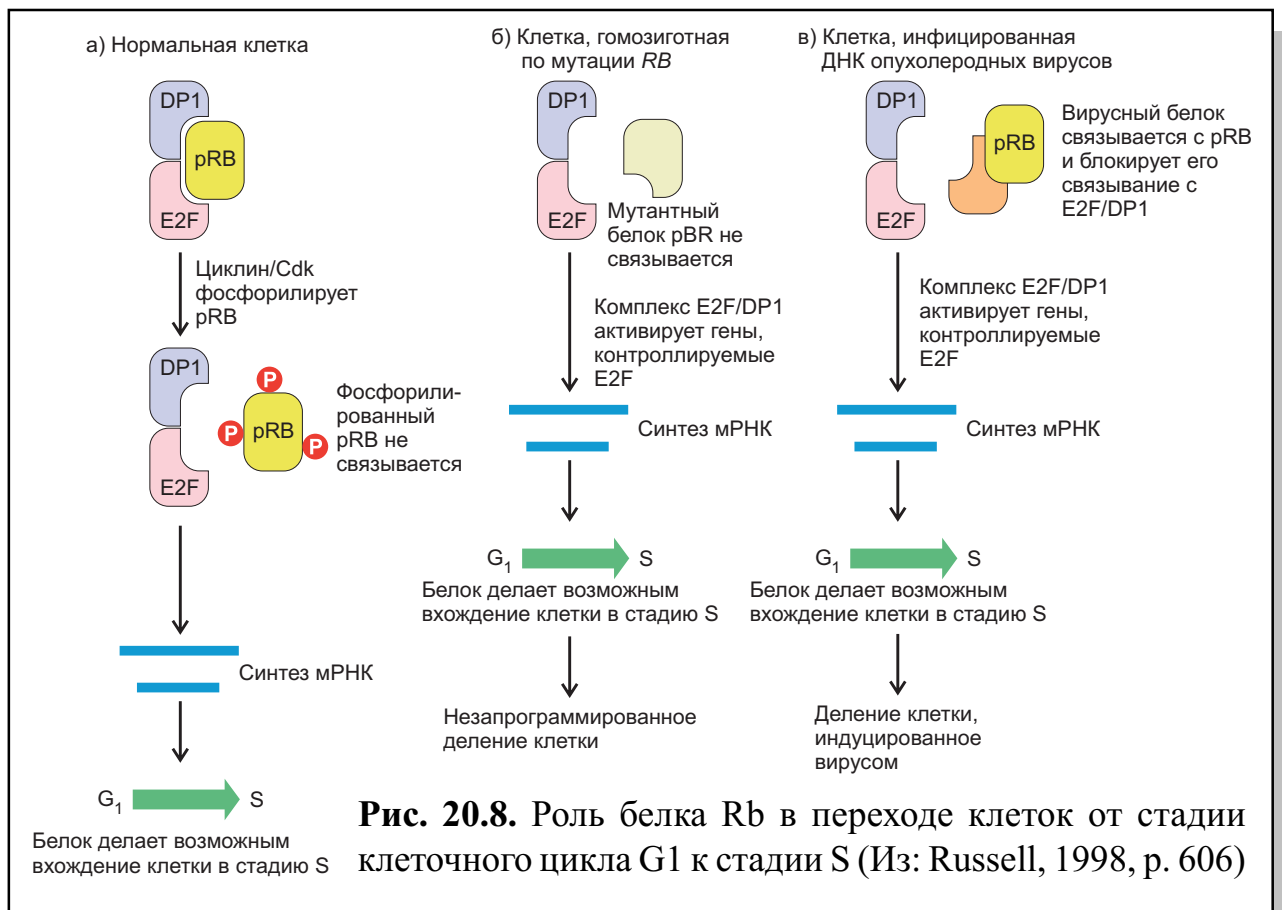 а) Нормальная клетка
DP1
pRB
E2F
Циклин/Cdk
фосфорилирует
pRB
DP1
P
P
pRB
P
E2F
Фосфорили-
рованный
pRB не
связывается
Синтез мРНК
G1 S
Белок делает возможным
вхождение клетки в стадию S
б) Клетка, гомозиготная
по мутации RB
DP1
E2F
Мутантный
белок pBR не
связывается
Комплекс E2F/DP1
активирует гены,
контроллируемые
E2F
Синтез мРНК
G1 S
Белок делает возможным
вхождение клетки в стадию S
Незапрограммированное
деление клетки
в) Клетка, инфицированная
ДНК опухолеродных вирусов
DP1
pRB
E2F
Вирусный белок
связывается с pRB
и блокирует его
связывание с
E2F/DP1
Комплекс E2F/DP1
активирует гены,
контроллируемые
E2F
Синтез мРНК
G1 S
Белок делает возможным
вхождение клетки в стадию S
Деление клетки,
индуцированное
вирусом
Рис. 20.8. Роль белка Rb в переходе клеток от стадии
клеточного цикла G1 к стадии S (Из: Russell, 1998, p. 606)